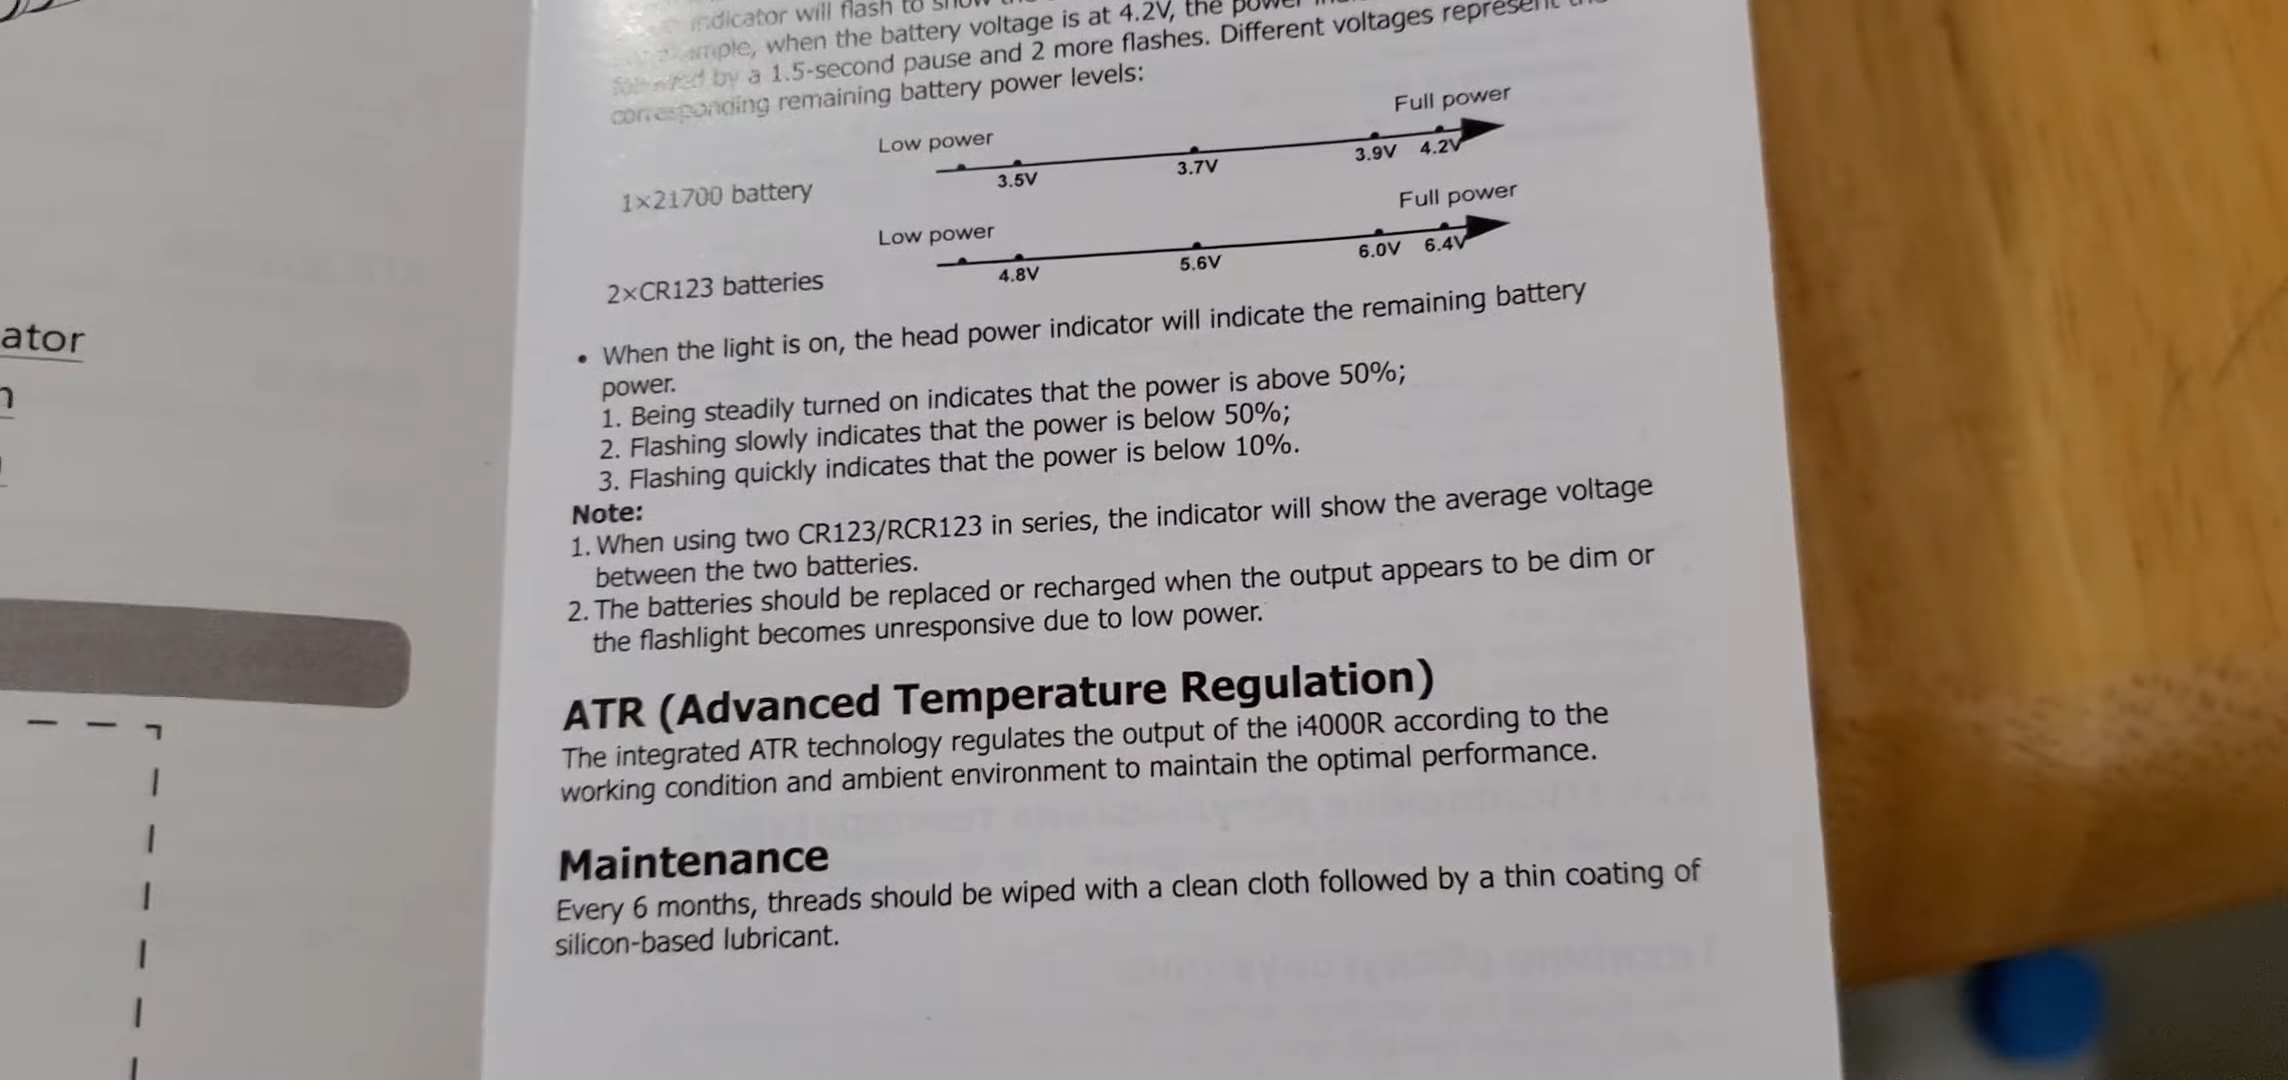 indicator will flash to show
when the battery voltage is at 4.2V, the power
by a 1.5-second pause and 2 more flashes. Different voltages represent the
corresponding remaining battery power levels:
Low power Full power
3.5V 3.7V 3.9V 4.2V
1×21700 battery
Low power Full power
4.8V 5.6V 6.0V 6.4V
2×CR123 batteries
• When the light is on, the head power indicator will indicate the remaining battery
power.
1. Being steadily turned on indicates that the power is above 50%;
2. Flashing slowly indicates that the power is below 50%;
3. Flashing quickly indicates that the power is below 10%.
Note:
1. When using two CR123/RCR123 in series, the indicator will show the average voltage
between the two batteries.
2. The batteries should be replaced or recharged when the output appears to be dim or
the flashlight becomes unresponsive due to low power.
ATR (Advanced Temperature Regulation)
The integrated ATR technology regulates the output of the i4000R according to the
working condition and ambient environment to maintain the optimal performance.
Maintenance
Every 6 months, threads should be wiped with a clean cloth followed by a thin coating of
silicon-based lubricant.
ator